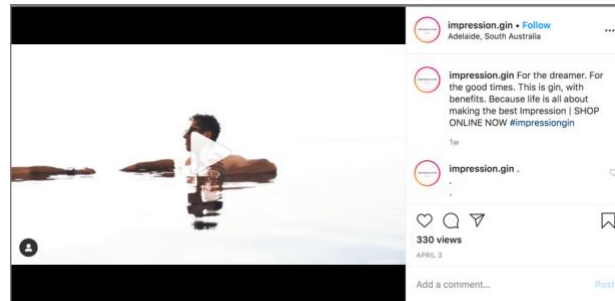 impression.gin • Follow
Adelaide, South Australia
impression.gin For the dreamer. For
the good times. This is gin, with
benefits. Because life is all about
making the best Impression | SHOP
ONLINE NOW #impressiongin
1w
impression.gin .
.
.
330 views
APRIL 3
Add a comment...
Post